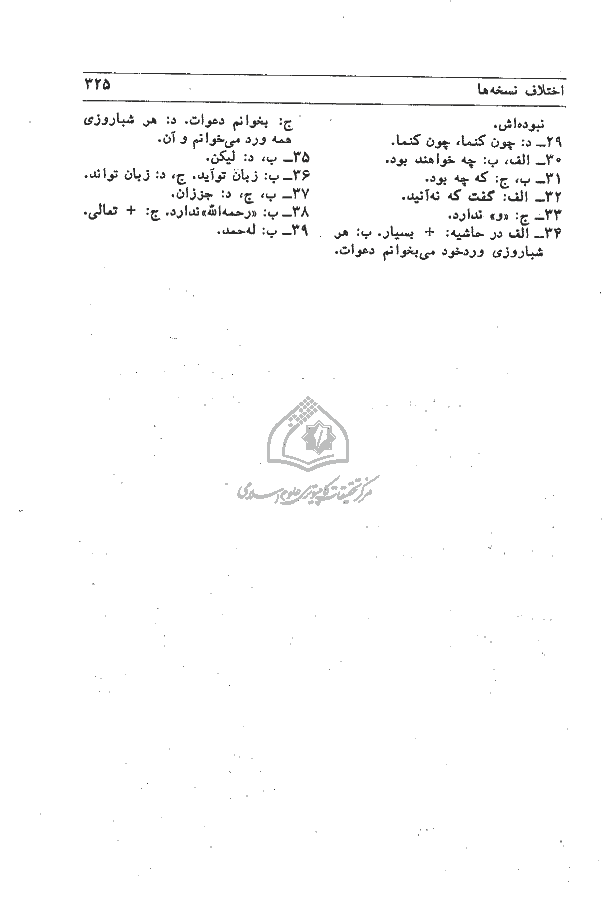 اختلاف نسخه‌ها ۳۲۵
نبوده‌اش.
۲۹ـ د: چون کنما، چون کنما.
۳۰ـ الف، ب: چه خواهند بود.
۳۱ـ ب، ج: که چه بود.
۳۲ـ الف: گفت که نه‌آئید.
۳۳ـ ج: «و» ندارد.
۳۴ـ الف در حاشیه: + بسیار. ب: هر
شباروزی وردخود می‌بخوانم دعوات.
ج: بخوانم دعوات. د: هر شباروزی
همه ورد می‌خوانم و آن.
۳۵ـ ب، د: لیکن.
۳۶ـ ب: زبان توآید. ج، د: زبان تواند.
۳۷ـ ب، ج، د: جززان.
۳۸ـ ب: «رحمه‌الله»ندارد. ج: + تعالی.
۳۹ـ ب: له‌حمد.
مرکز تحقیقات کامپیوتری علوم اسلامی